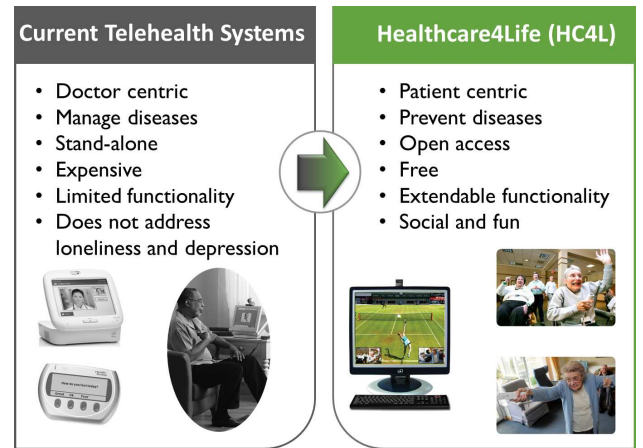 Current Telehealth Systems
• Doctor centric
• Manage diseases
• Stand-alone
• Expensive
• Limited functionality
• Does not address
loneliness and depression
Healthcare4Life (HC4L)
• Patient centric
• Prevent diseases
• Open access
• Free
• Extendable functionality
• Social and fun